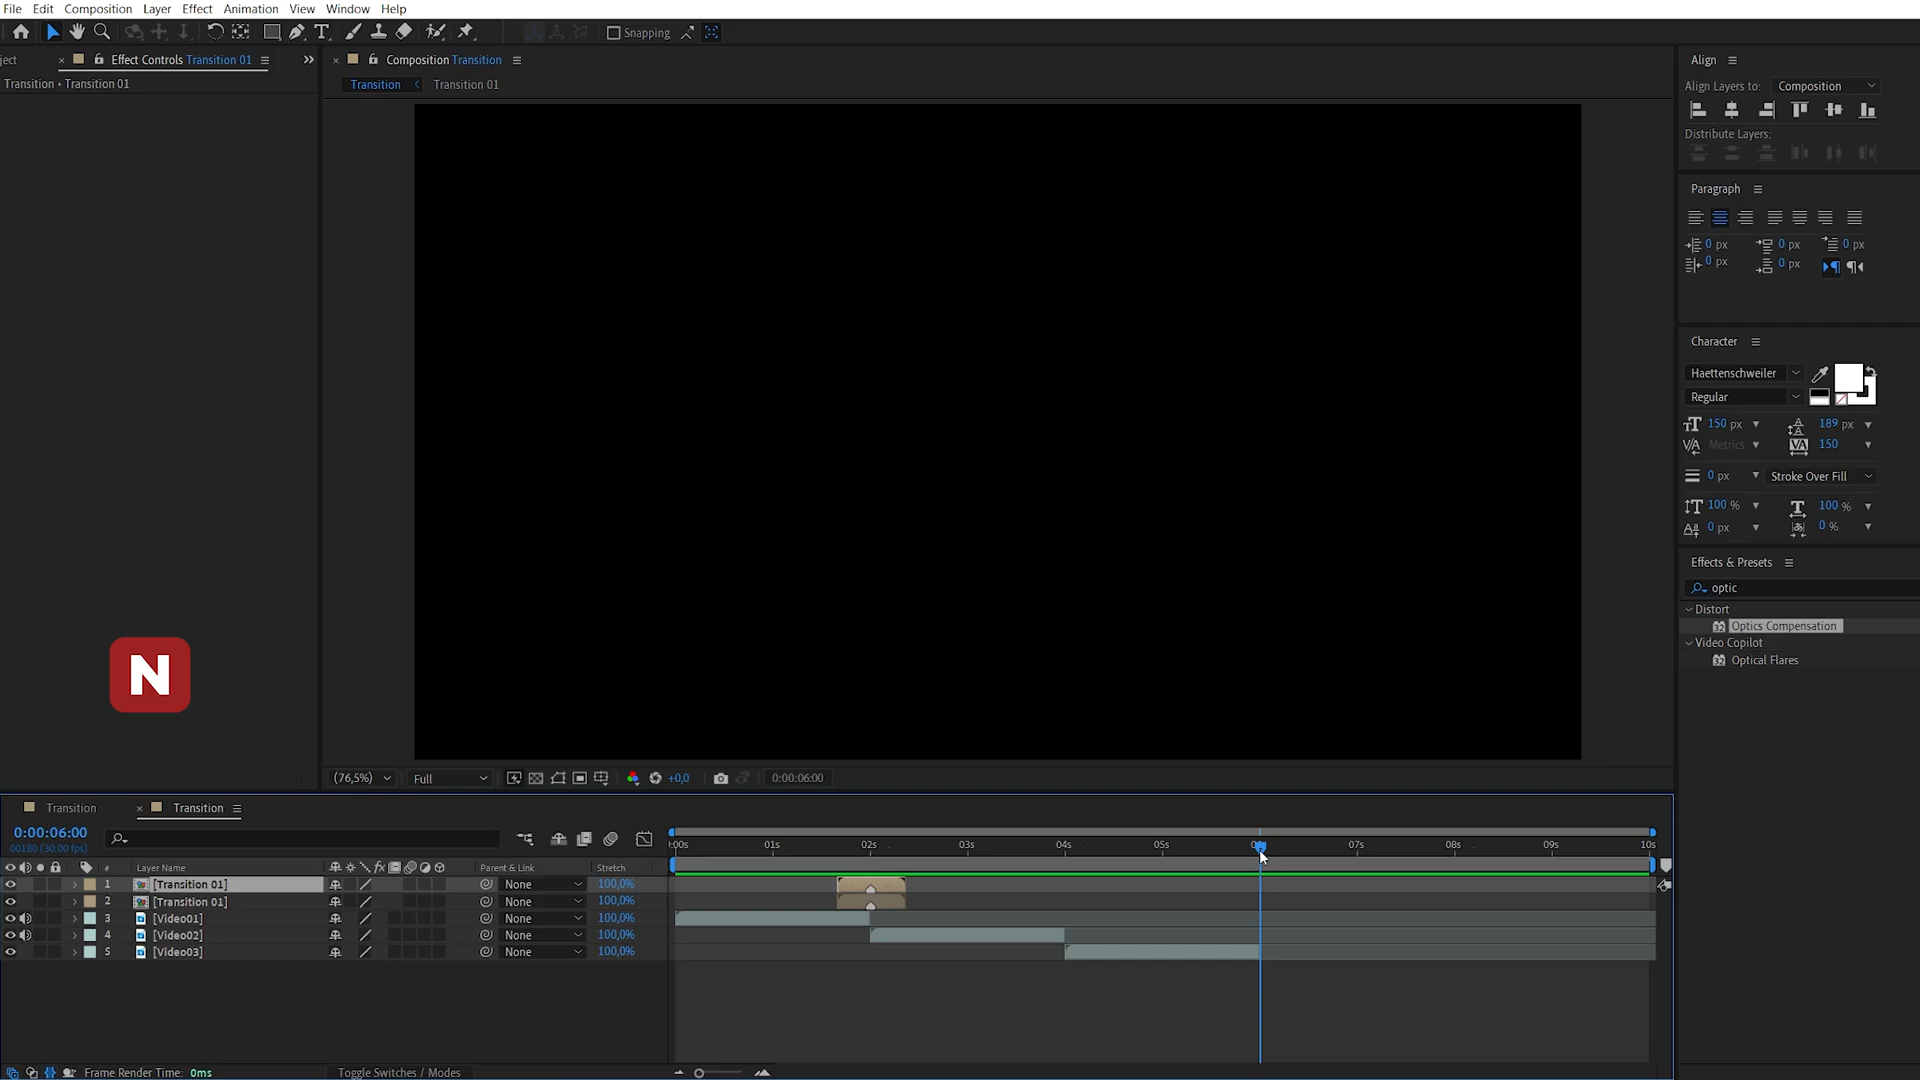 File Edit Composition Layer Effect Animation View Window Help
Snapping
ject × Effect Controls Transition 01
Transition • Transition 01
× Composition Transition
Transition Transition 01
Align
Align Layers to: Composition
Distribute Layers:
Paragraph
0 px 0 px 0 px
0 px 0 px
Character
Haettenschweiler
Regular
150 px 189 px
Metrics 150
0 px Stroke Over Fill
100 % 100 %
0 px 0 %
Effects & Presets
optic
Distort
32 Optics Compensation
Video Copilot
32 Optical Flares
N
(76,5%) Full +0,0 0:00:06:00
Transition × Transition
0:00:06:00
00180 (30.00 fps)
:00s 01s 02s 03s 04s 05s 07s 08s 09s 10s
# Layer Name fx Parent & Link Stretch
1 [Transition 01] None 100,0%
2 [Transition 01] None 100,0%
3 [Video01] None 100,0%
4 [Video02] None 100,0%
5 [Video03] None 100,0%
Frame Render Time: 0ms Toggle Switches / Modes